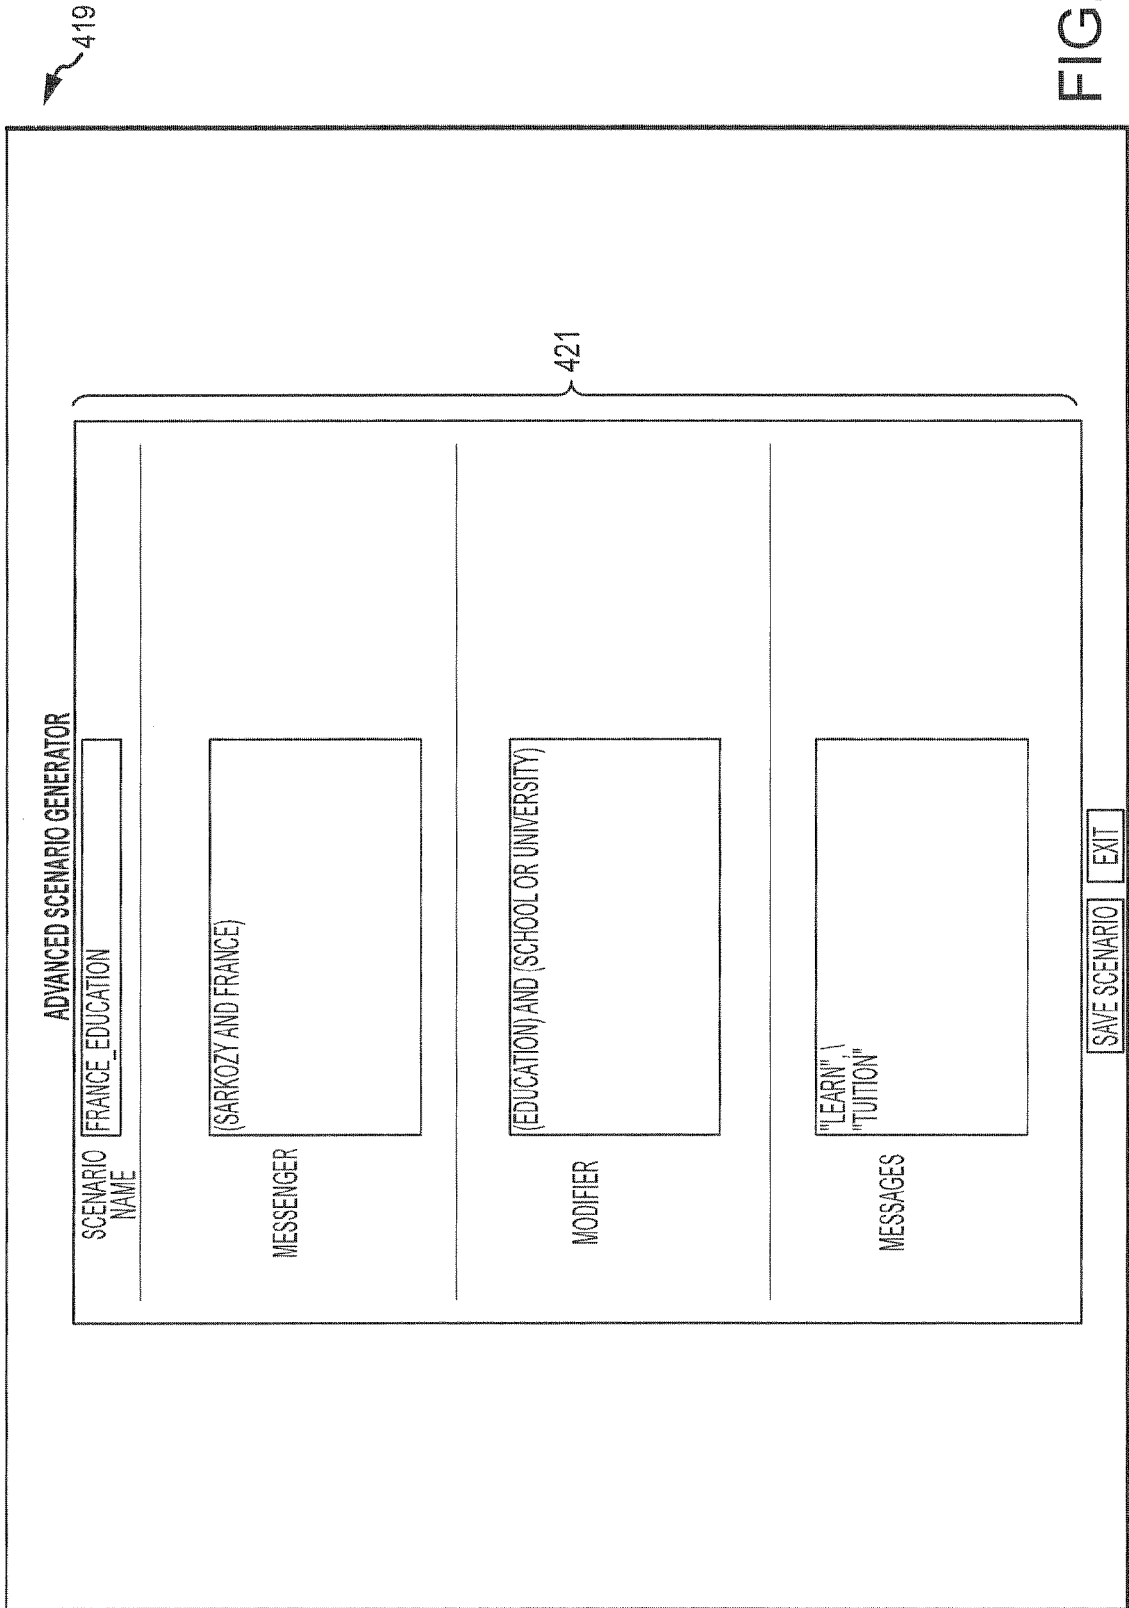 419
ADVANCED SCENARIO GENERATOR
SCENARIO
NAME
FRANCE_EDUCATION
MESSENGER
(SARKOZY AND FRANCE)
MODIFIER
(EDUCATION) AND (SCHOOL OR UNIVERSITY)
421
MESSAGES
"LEARN", \
"TUITION"
SAVE SCENARIO
EXIT
FIG.